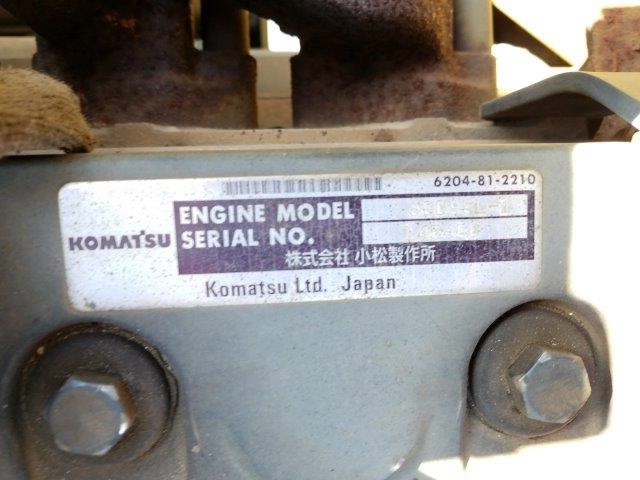 6204-81-2210
KOMATSU
ENGINE MODEL
SERIAL NO.
株式会社 小松製作所
Komatsu Ltd. Japan